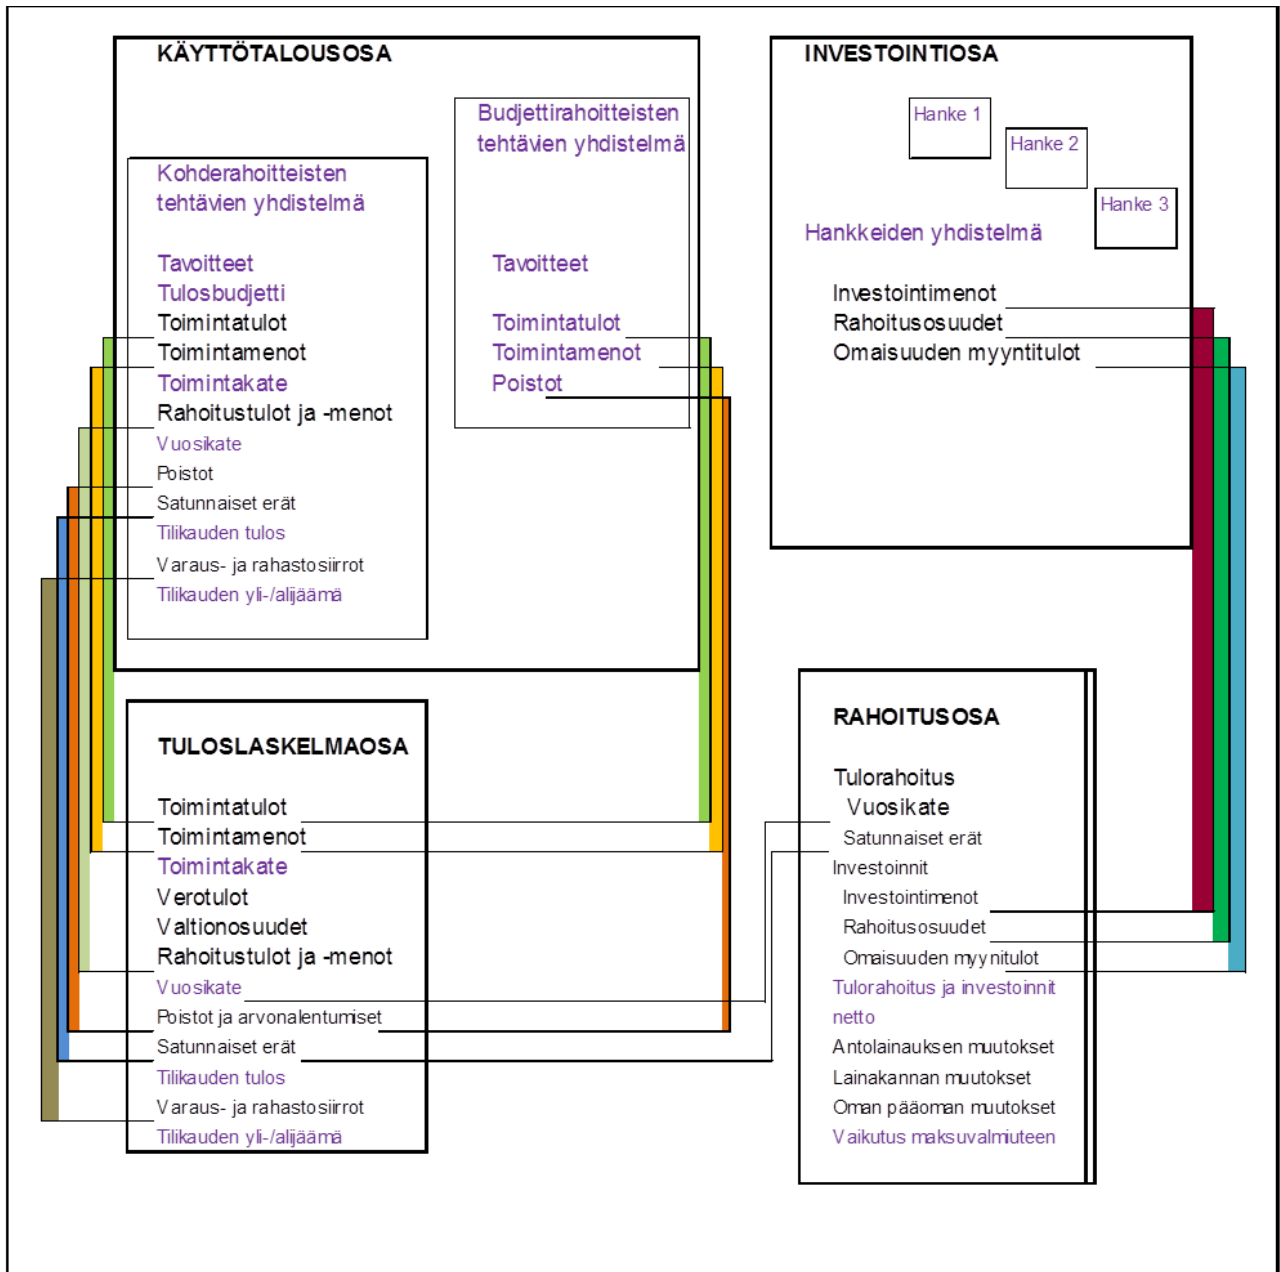 KÄYTTÖTALOUSOSA
Kohderahoitteisten
tehtävien yhdistelmä
Tavoitteet
Tulosbudjetti
Toimintatulot
Toimintamenot
Toimintakate
Rahoitustulot ja -menot
Vuosikate
Poistot
Satunnaiset erät
Tilikauden tulos
Varaus- ja rahastosiirrot
Tilikauden yli-/alijäämä
Budjettirahoitteisten
tehtävien yhdistelmä
Tavoitteet
Toimintatulot
Toimintamenot
Poistot
INVESTOINTIOSA
Hanke 1
Hanke 2
Hanke 3
Hankkeiden yhdistelmä
Investointimenot
Rahoitusosuudet
Omaisuuden myyntitulot
TULOSLASKELMAOSA
Toimintatulot
Toimintamenot
Toimintakate
Verotulot
Valtionosuudet
Rahoitustulot ja -menot
Vuosikate
Poistot ja arvonalentumiset
Satunnaiset erät
Tilikauden tulos
Varaus- ja rahastosiirrot
Tilikauden yli-/alijäämä
RAHOITUSOSA
Tulorahoitus
Vuosikate
Satunnaiset erät
Investoinnit
Investointimenot
Rahoitusosuudet
Omaisuuden myynitulot
Tulorahoitus ja investoinnit
netto
Antolainauksen muutokset
Lainakannan muutokset
Oman pääoman muutokset
Vaikutus maksuvalmiuteen